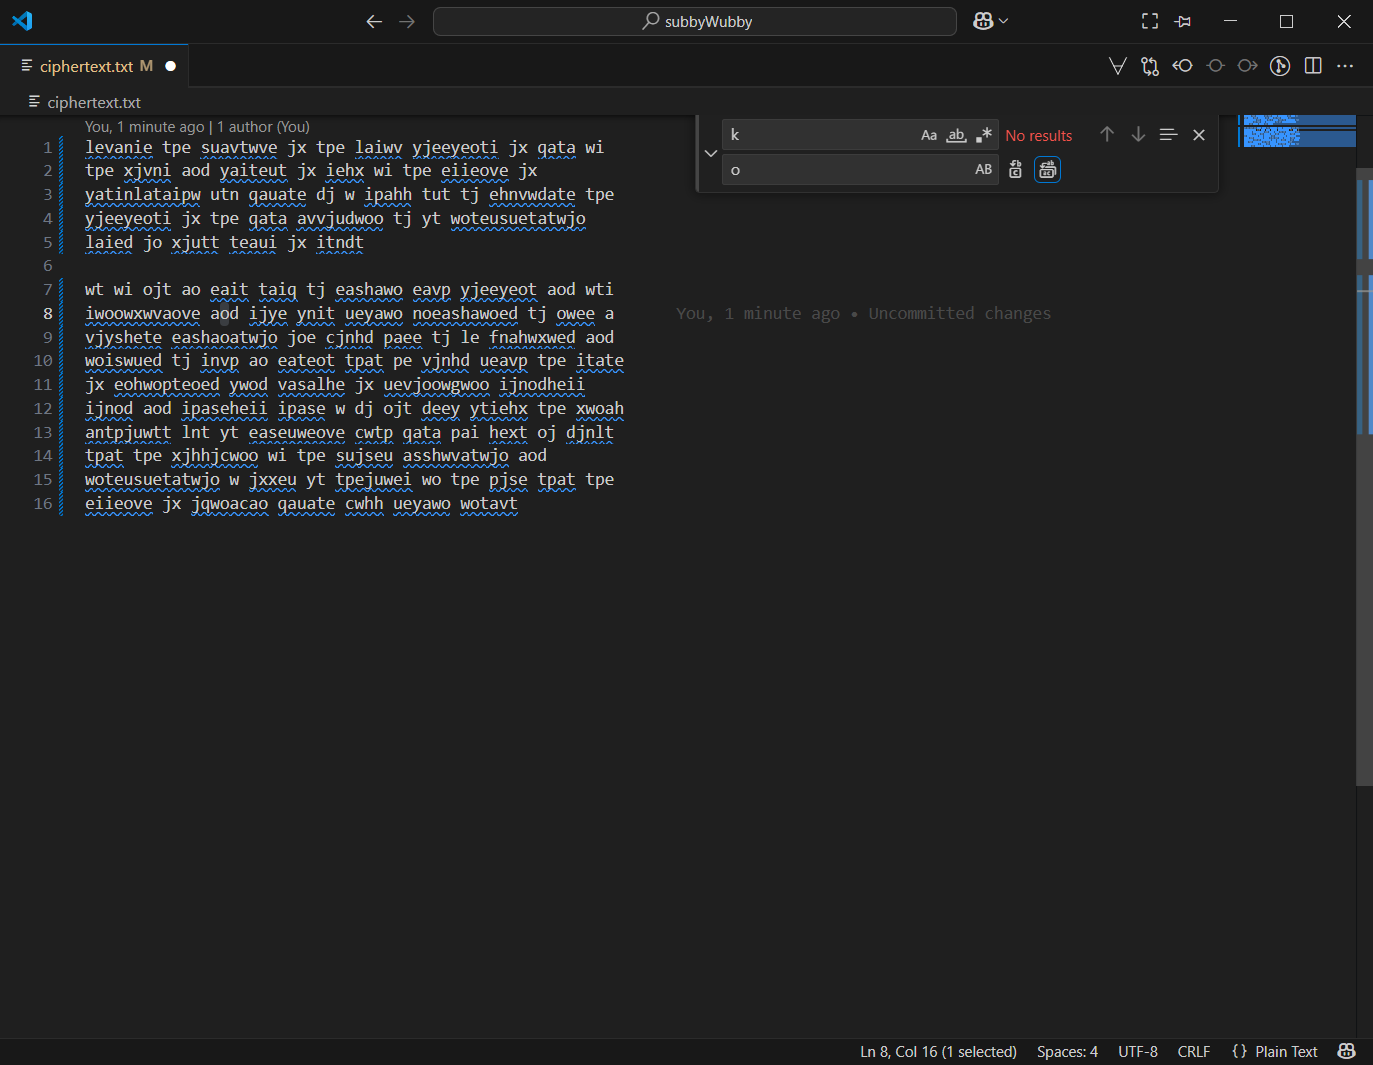 subbyWubby
ciphertext.txt M
ciphertext.txt
k
Aa
ab
No results
o
AB
You, 1 minute ago | 1 author (You)
1 levanie tpe suavtwve jx tpe laiwv yjeeyeoti jx qata wi
2 tpe xjvni aod yaiteut jx iehx wi tpe eiieove jx
3 yatinlataipw utn qauate dj w ipahh tut tj ehnvwdate tpe
4 yjeeyeoti jx tpe qata avvjudwoo tj yt woteusuetatwjo
5 laied jo xjutt teaui jx itndt
6
7 wt wi ojt ao eait taiq tj eashawo eavp yjeeyeot aod wti
8 iwoowxwvaove aod ijye ynit ueyawo noeashawoed tj owee a
You, 1 minute ago • Uncommitted changes
9 vjyshete eashaoatwjo joe cjnhd paee tj le fnahwxwed aod
10 woiswued tj invp ao eateot tpat pe vjnhd ueavp tpe itate
11 jx eohwopteoed ywod vasalhe jx uevjoowgwoo ijnodheii
12 ijnod aod ipaseheii ipase w dj ojt deey ytiehx tpe xwoah
13 antpjuwtt lnt yt easeuweove cwtp qata pai hext oj djnlt
14 tpat tpe xjhhjcwoo wi tpe sujseu asshwvatwjo aod
15 woteusuetatwjo w jxxeu yt tpejuwei wo tpe pjse tpat tpe
16 eiieove jx jqwoacao qauate cwhh ueyawo wotavt
Ln 8, Col 16 (1 selected) Spaces: 4 UTF-8 CRLF {} Plain Text